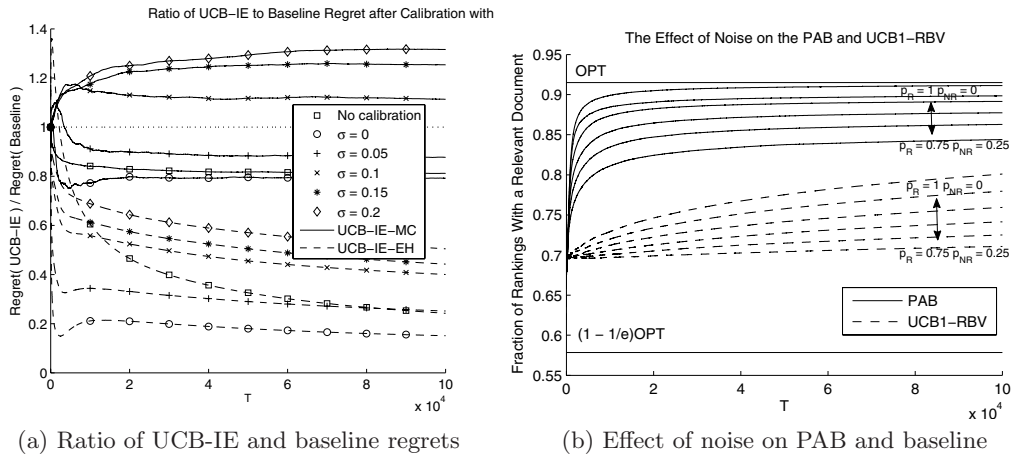 Ratio of UCB−IE to Baseline Regret after Calibration with
Regret( UCB−IE ) / Regret( Baseline )
1.4
1.2
1
0.8
0.6
0.4
0.2
0
No calibration
σ = 0
σ = 0.05
σ = 0.1
σ = 0.15
σ = 0.2
UCB−IE−MC
UCB−IE−EH
0 2 4 6 8 10
T
x 10^4
(a) Ratio of UCB-IE and baseline regrets
The Effect of Noise on the PAB and UCB1−RBV
Fraction of Rankings With a Relevant Document
0.95
0.9
0.85
0.8
0.75
0.7
0.65
0.6
0.55
OPT
p_R = 1 p_NR = 0
p_R = 0.75 p_NR = 0.25
p_R = 1 p_NR = 0
p_R = 0.75 p_NR = 0.25
PAB
UCB1−RBV
(1 − 1/e)OPT
0 2 4 6 8 10
T
x 10^4
(b) Effect of noise on PAB and baseline